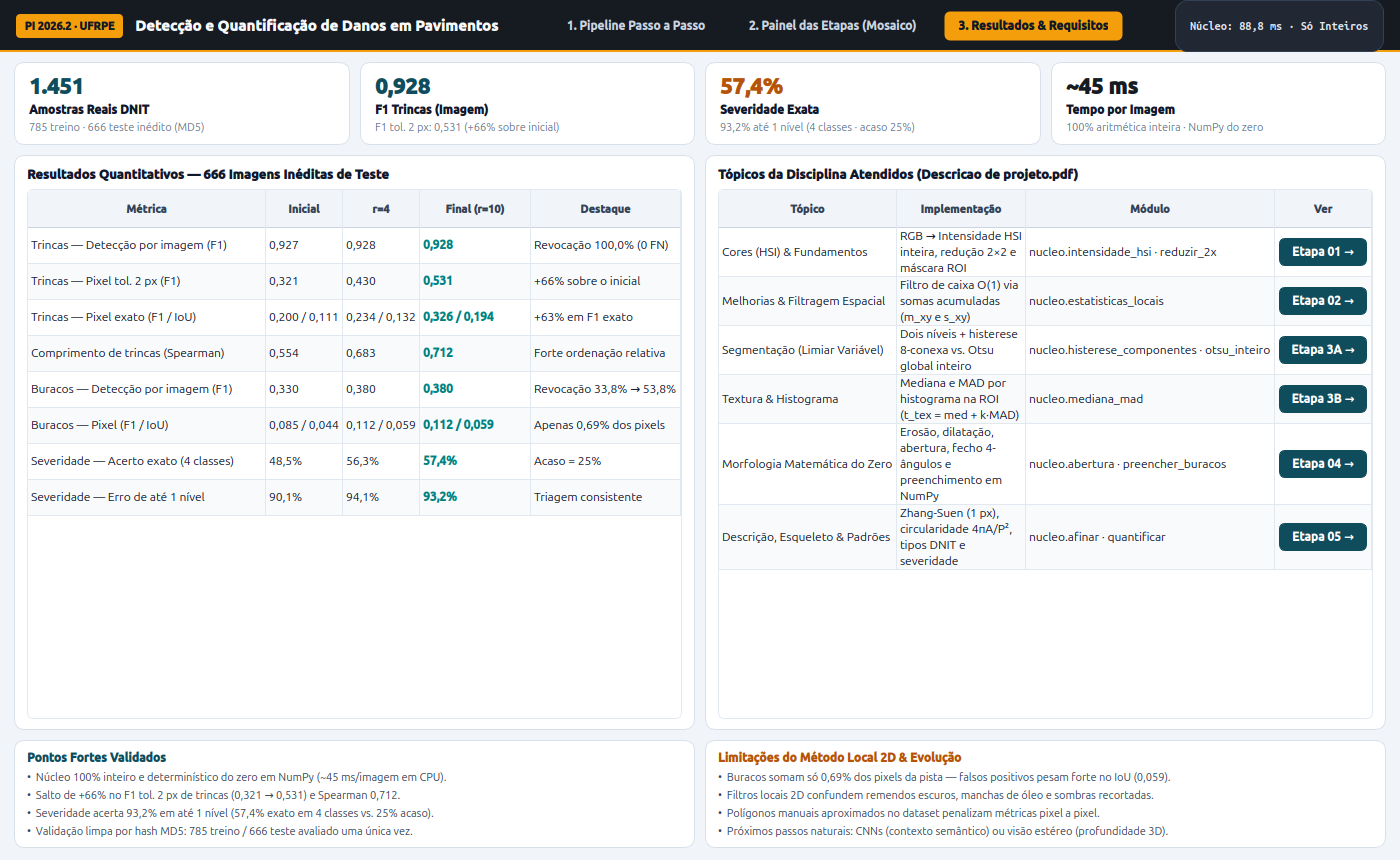 PI 2026.2 · UFRPE
Detecção e Quantificação de Danos em Pavimentos
1. Pipeline Passo a Passo
2. Painel das Etapas (Mosaico)
3. Resultados & Requisitos
Núcleo: 88,8 ms · Só Inteiros
1.451
Amostras Reais DNIT
785 treino · 666 teste inédito (MD5)
0,928
F1 Trincas (Imagem)
F1 tol. 2 px: 0,531 (+66% sobre inicial)
57,4%
Severidade Exata
93,2% até 1 nível (4 classes · acaso 25%)
~45 ms
Tempo por Imagem
100% aritmética inteira · NumPy do zero
Resultados Quantitativos — 666 Imagens Inéditas de Teste
Métrica Inicial r=4 Final (r=10) Destaque
Trincas — Detecção por imagem (F1) 0,927 0,928 0,928 Revocação 100,0% (0 FN)
Trincas — Pixel tol. 2 px (F1) 0,321 0,430 0,531 +66% sobre o inicial
Trincas — Pixel exato (F1 / IoU) 0,200 / 0,111 0,234 / 0,132 0,326 / 0,194 +63% em F1 exato
Comprimento de trincas (Spearman) 0,554 0,683 0,712 Forte ordenação relativa
Buracos — Detecção por imagem (F1) 0,330 0,380 0,380 Revocação 33,8% → 53,8%
Buracos — Pixel (F1 / IoU) 0,085 / 0,044 0,112 / 0,059 0,112 / 0,059 Apenas 0,69% dos pixels
Severidade — Acerto exato (4 classes) 48,5% 56,3% 57,4% Acaso = 25%
Severidade — Erro de até 1 nível 90,1% 94,1% 93,2% Triagem consistente
Tópicos da Disciplina Atendidos (Descricao de projeto.pdf)
Tópico Implementação Módulo Ver
Cores (HSI) & Fundamentos
RGB → Intensidade HSI
inteira, redução 2×2 e
máscara ROI
nucleo.intensidade_hsi · reduzir_2x
Etapa 01 →
Melhorias & Filtragem Espacial
Filtro de caixa O(1) via
somas acumuladas
(m_xy e s_xy)
nucleo.estatisticas_locais
Etapa 02 →
Segmentação (Limiar Variável)
Dois níveis + histerese
8-conexa vs. Otsu
global inteiro
nucleo.histerese_componentes · otsu_inteiro
Etapa 3A →
Textura & Histograma
Mediana e MAD por
histograma na ROI
(t_tex = med + k·MAD)
nucleo.mediana_mad
Etapa 3B →
Morfologia Matemática do Zero
Erosão, dilatação,
abertura, fecho 4-
ângulos e
preenchimento em
NumPy
nucleo.abertura · preencher_buracos
Etapa 04 →
Descrição, Esqueleto & Padrões
Zhang-Suen (1 px),
circularidade 4πA/P²,
tipos DNIT e
severidade
nucleo.afinar · quantificar
Etapa 05 →
Pontos Fortes Validados
• Núcleo 100% inteiro e determinístico do zero em NumPy (~45 ms/imagem em CPU).
• Salto de +66% no F1 tol. 2 px de trincas (0,321 → 0,531) e Spearman 0,712.
• Severidade acerta 93,2% em até 1 nível (57,4% exato em 4 classes vs. 25% acaso).
• Validação limpa por hash MD5: 785 treino / 666 teste avaliado uma única vez.
Limitações do Método Local 2D & Evolução
• Buracos somam só 0,69% dos pixels da pista — falsos positivos pesam forte no IoU (0,059).
• Filtros locais 2D confundem remendos escuros, manchas de óleo e sombras recortadas.
• Polígonos manuais aproximados no dataset penalizam métricas pixel a pixel.
• Próximos passos naturais: CNNs (contexto semântico) ou visão estéreo (profundidade 3D).